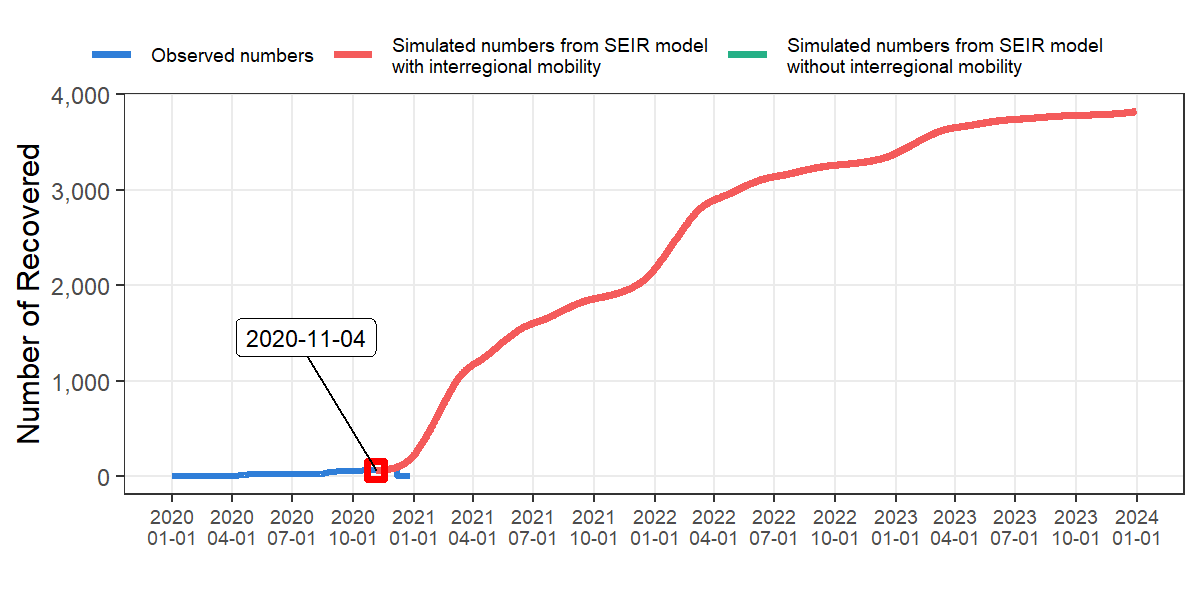 Observed numbers
Simulated numbers from SEIR model
with interregional mobility
Simulated numbers from SEIR model
without interregional mobility
Number of Recovered
4,000
3,000
2,000
1,000
0
2020-11-04
2020 2020 2020 2020 2021 2021 2021 2021 2022 2022 2022 2022 2023 2023 2023 2023 2024
01-01 04-01 07-01 10-01 01-01 04-01 07-01 10-01 01-01 04-01 07-01 10-01 01-01 04-01 07-01 10-01 01-01